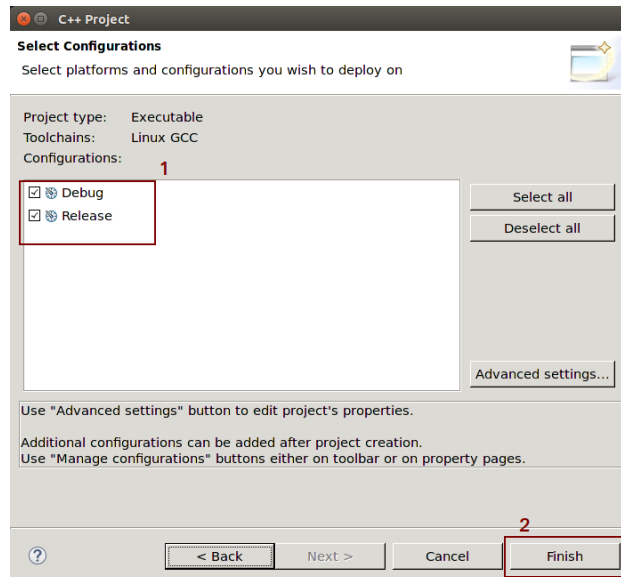 C++ Project
Select Configurations
Select platforms and configurations you wish to deploy on
Project type: Executable
Toolchains: Linux GCC
Configurations:
1
Debug
Release
Select all
Deselect all
Advanced settings...
Use "Advanced settings" button to edit project's properties.
Additional configurations can be added after project creation.
Use "Manage configurations" buttons either on toolbar or on property pages.
2
? < Back Next > Cancel Finish